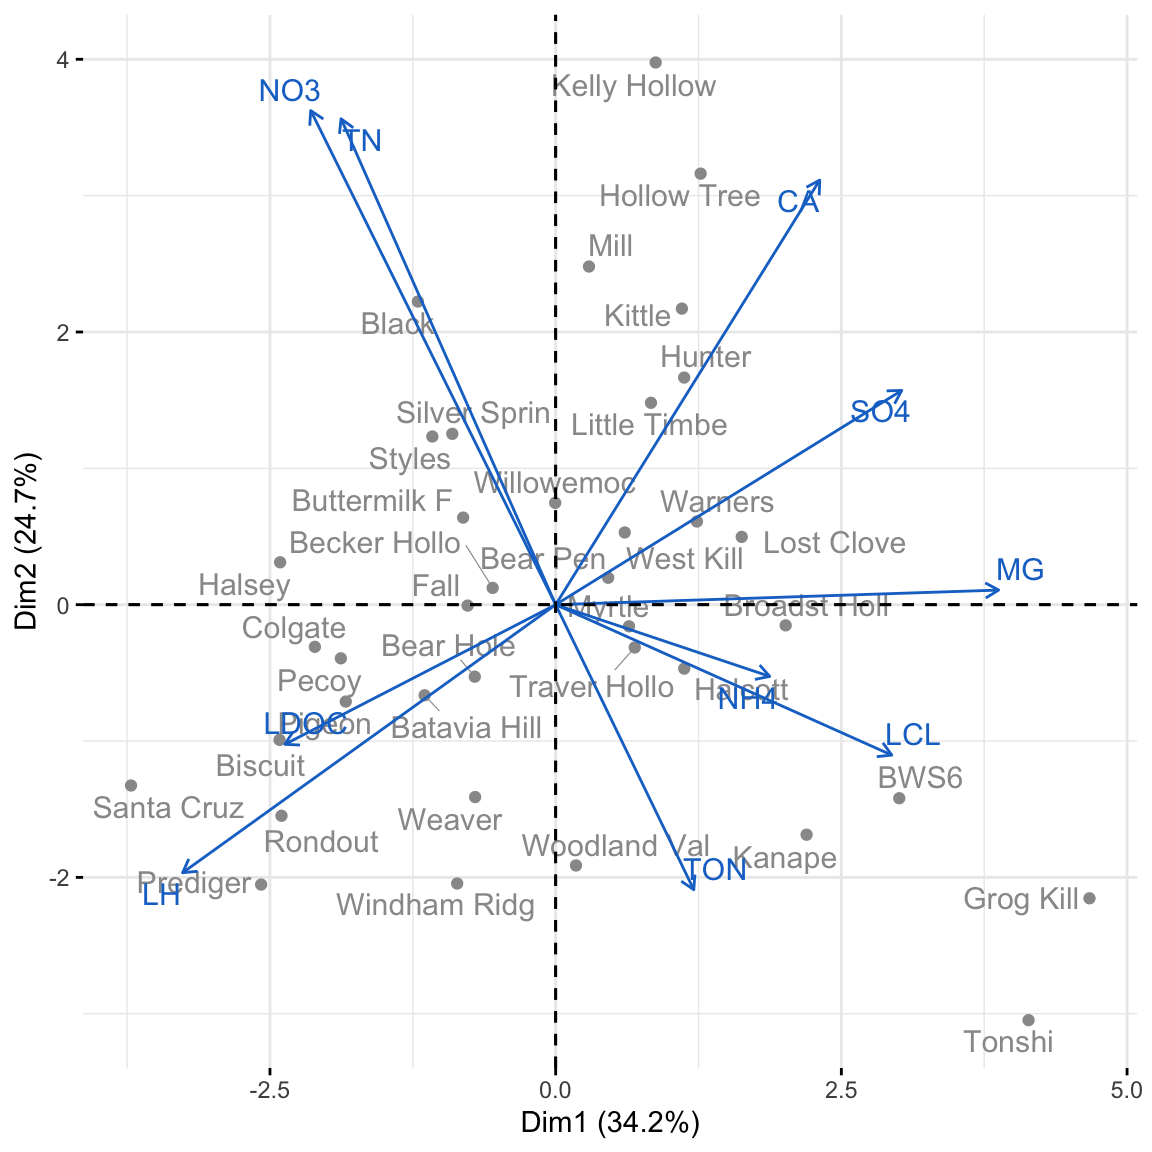 4
NO3
Kelly Hollow
TN
Hollow Tree
CA
Mill
Kittle
Black
2
Hunter
Silver Sprin
SO4
Little Timbe
Styles
Willowemoc
Buttermilk F
Warners
Becker Hollo
Bear Pen
West Kill
Lost Clove
MG
Halsey
Fall
0
Myrtle
Broadst Holl
Colgate
Bear Hole
Pecoy
Traver Hollo
Halcott
NH4
LDOC
Pigeon
Batavia Hill
LCL
Biscuit
BWS6
Santa Cruz
Weaver
Rondout
Woodland Val
Kanape
TON
-2
Prediger
LH
Windham Ridg
Grog Kill
Tonshi
-2.5
0.0
2.5
5.0
Dim1 (34.2%)
Dim2 (24.7%)